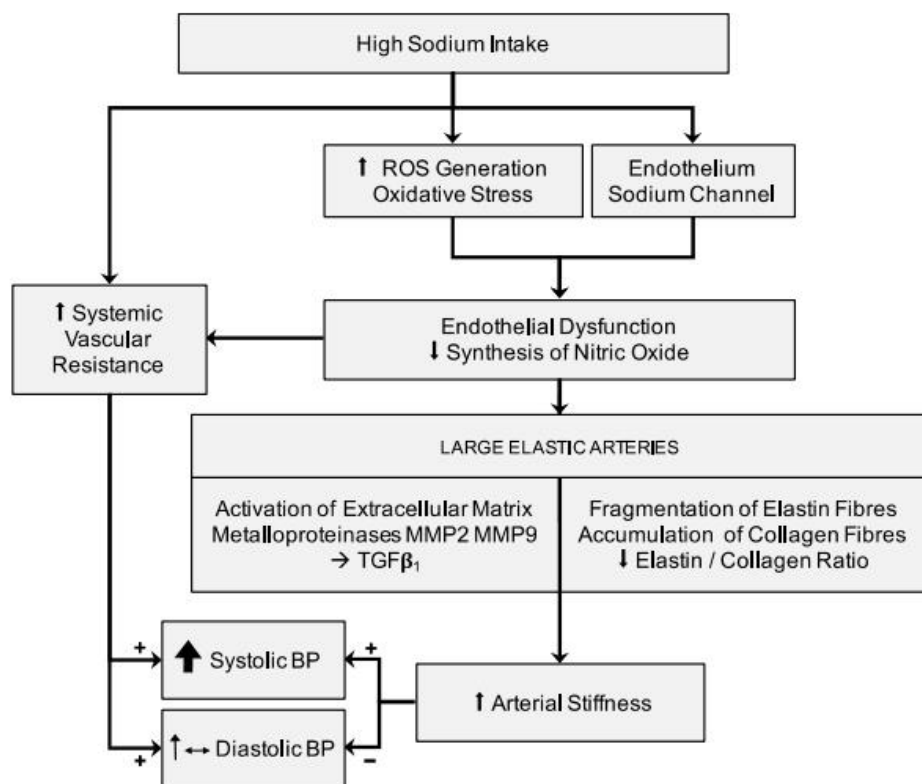 High Sodium Intake
↑ ROS Generation
Oxidative Stress
Endothelium
Sodium Channel
↑ Systemic
Vascular
Resistance
Endothelial Dysfunction
↓ Synthesis of Nitric Oxide
LARGE ELASTIC ARTERIES
Activation of Extracellular Matrix
Metalloproteinases MMP2 MMP9
→ TGFβ₁
Fragmentation of Elastin Fibres
Accumulation of Collagen Fibres
↓ Elastin / Collagen Ratio
+
↑ Systolic BP
+
↑ Arterial Stiffness
+
↑ ↔ Diastolic BP
−